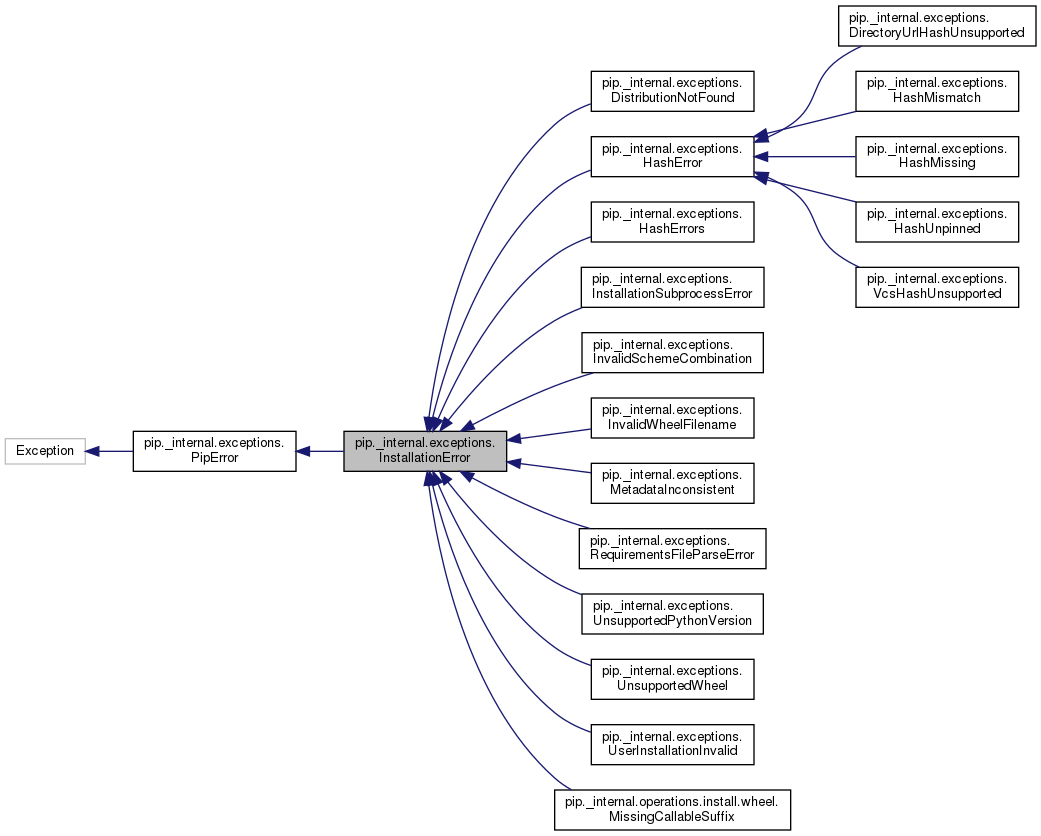 Exception
pip._internal.exceptions.
PipError
pip._internal.exceptions.
InstallationError
pip._internal.exceptions.
DistributionNotFound
pip._internal.exceptions.
HashError
pip._internal.exceptions.
HashErrors
pip._internal.exceptions.
InstallationSubprocessError
pip._internal.exceptions.
InvalidSchemeCombination
pip._internal.exceptions.
InvalidWheelFilename
pip._internal.exceptions.
MetadataInconsistent
pip._internal.exceptions.
RequirementsFileParseError
pip._internal.exceptions.
UnsupportedPythonVersion
pip._internal.exceptions.
UnsupportedWheel
pip._internal.exceptions.
UserInstallationInvalid
pip._internal.operations.install.wheel.
MissingCallableSuffix
pip._internal.exceptions.
DirectoryUrlHashUnsupported
pip._internal.exceptions.
HashMismatch
pip._internal.exceptions.
HashMissing
pip._internal.exceptions.
HashUnpinned
pip._internal.exceptions.
VcsHashUnsupported